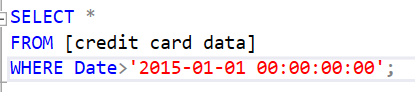 SELECT *
FROM [credit card data]
WHERE Date>'2015-01-01 00:00:00:00';